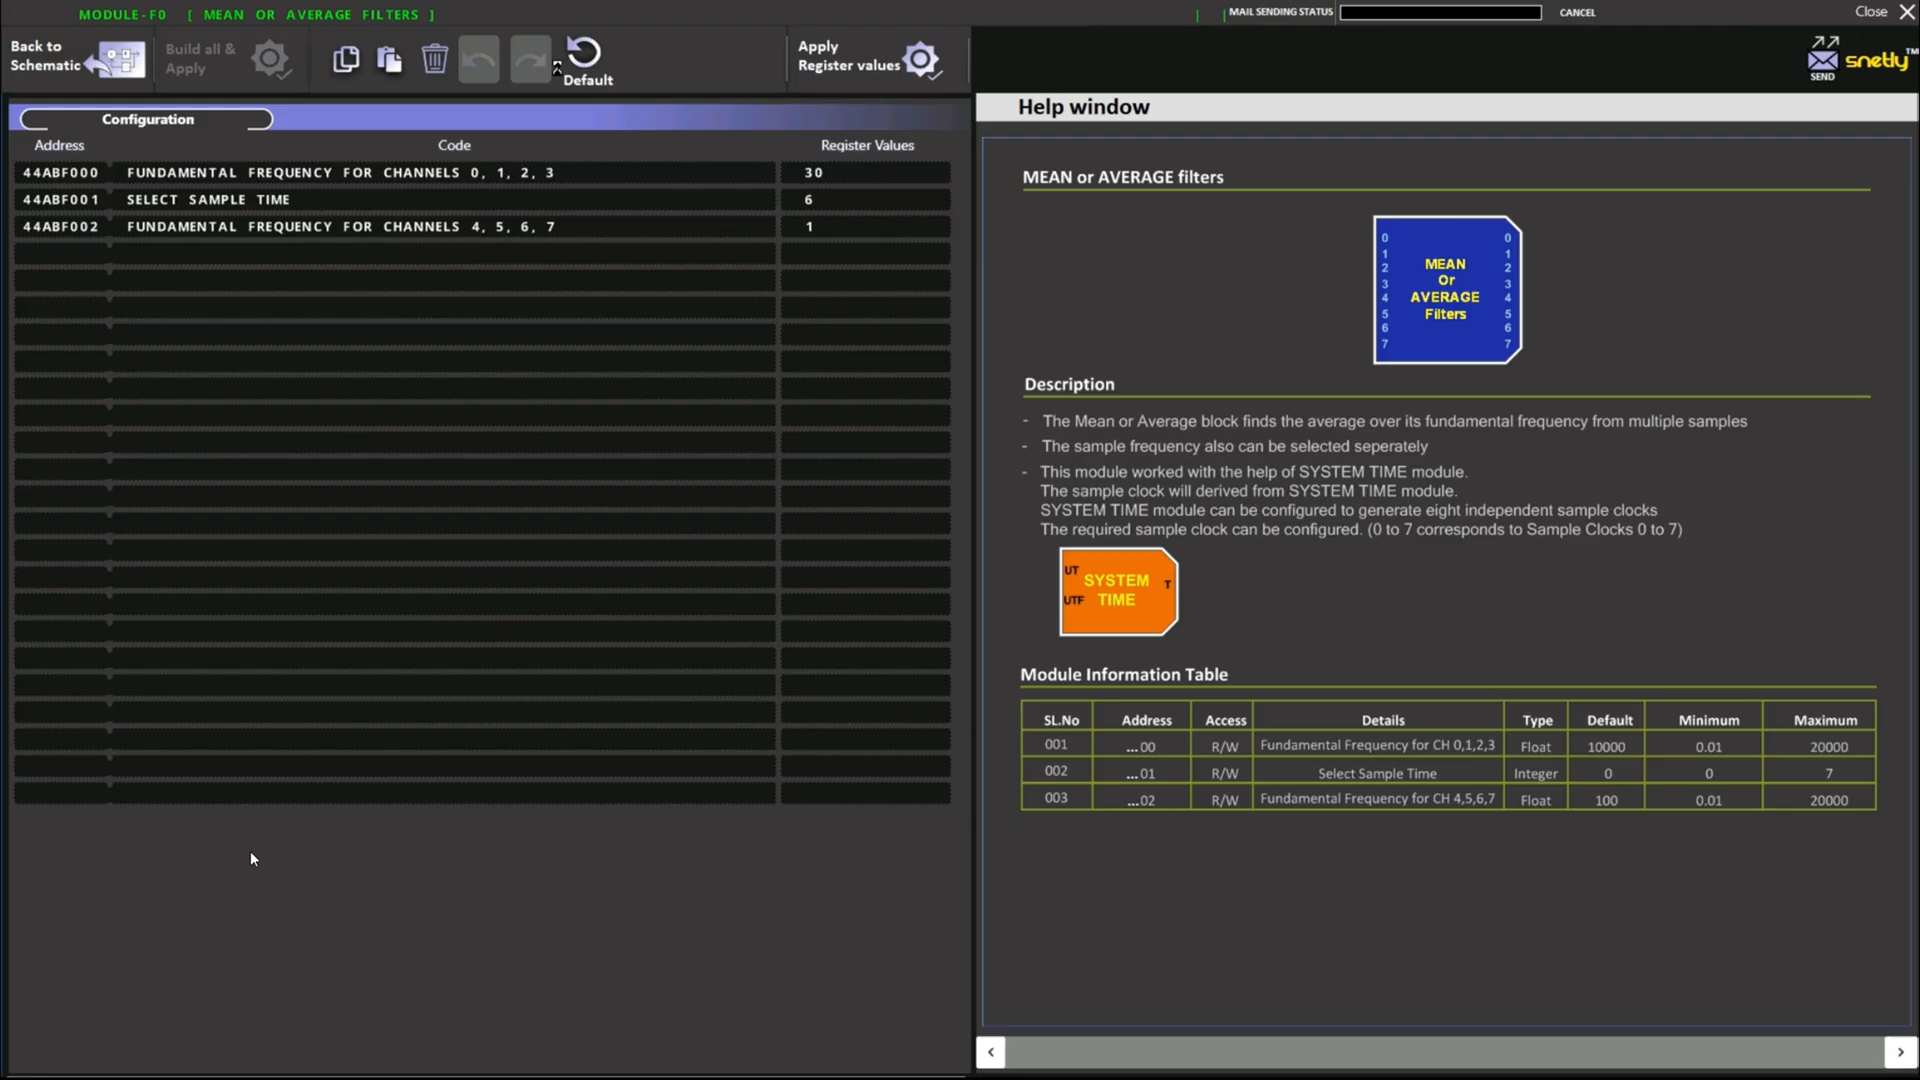 MODULE-F0 [ MEAN OR AVERAGE FILTERS ]
MAIL SENDING STATUS
CANCEL
Close
Back to
Schematic
Build all &
Apply
Default
Apply
Register values
SEND
snetly™
Configuration
Address Code Register Values
44ABF000 FUNDAMENTAL FREQUENCY FOR CHANNELS 0, 1, 2, 3 30
44ABF001 SELECT SAMPLE TIME 6
44ABF002 FUNDAMENTAL FREQUENCY FOR CHANNELS 4, 5, 6, 7 1
Help window
MEAN or AVERAGE filters
0 0
1 MEAN 1
2 Or 2
3 AVERAGE 3
4 Filters 4
5 5
6 6
7 7
Description
- The Mean or Average block finds the average over its fundamental frequency from multiple samples
- The sample frequency also can be selected seperately
- This module worked with the help of SYSTEM TIME module.
The sample clock will derived from SYSTEM TIME module.
SYSTEM TIME module can be configured to generate eight independent sample clocks
The required sample clock can be configured. (0 to 7 corresponds to Sample Clocks 0 to 7)
UT SYSTEM T
UTF TIME
Module Information Table
SL.No Address Access Details Type Default Minimum Maximum
001 ...00 R/W Fundamental Frequency for CH 0,1,2,3 Float 10000 0.01 20000
002 ...01 R/W Select Sample Time Integer 0 0 7
003 ...02 R/W Fundamental Frequency for CH 4,5,6,7 Float 100 0.01 20000